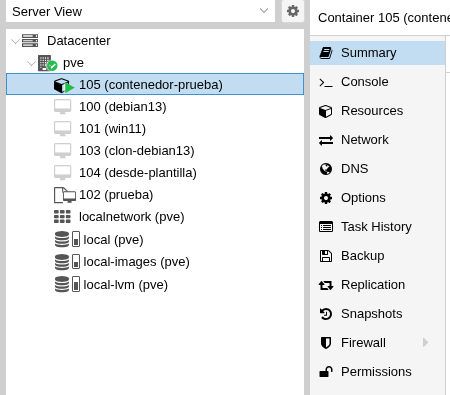 Server View
Datacenter
pve
105 (contenedor-prueba)
100 (debian13)
101 (win11)
103 (clon-debian13)
104 (desde-plantilla)
102 (prueba)
localnetwork (pve)
local (pve)
local-images (pve)
local-lvm (pve)
Container 105 (contene
Summary
Console
Resources
Network
DNS
Options
Task History
Backup
Replication
Snapshots
Firewall
Permissions